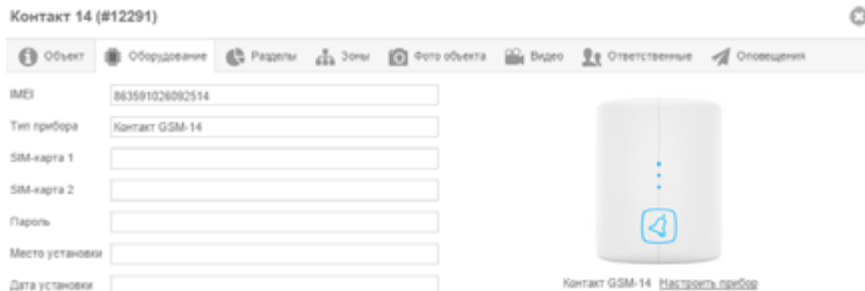 Контакт 14 (#12291)
Объект Оборудование Разделы Зоны Фото объекта Видео Ответственные Оповещения
IMEI 863591026092514
Тип прибора Контакт GSM-14
SIM-карта 1
SIM-карта 2
Пароль
Место установки
Дата установки
Контакт GSM-14 Настроить прибор